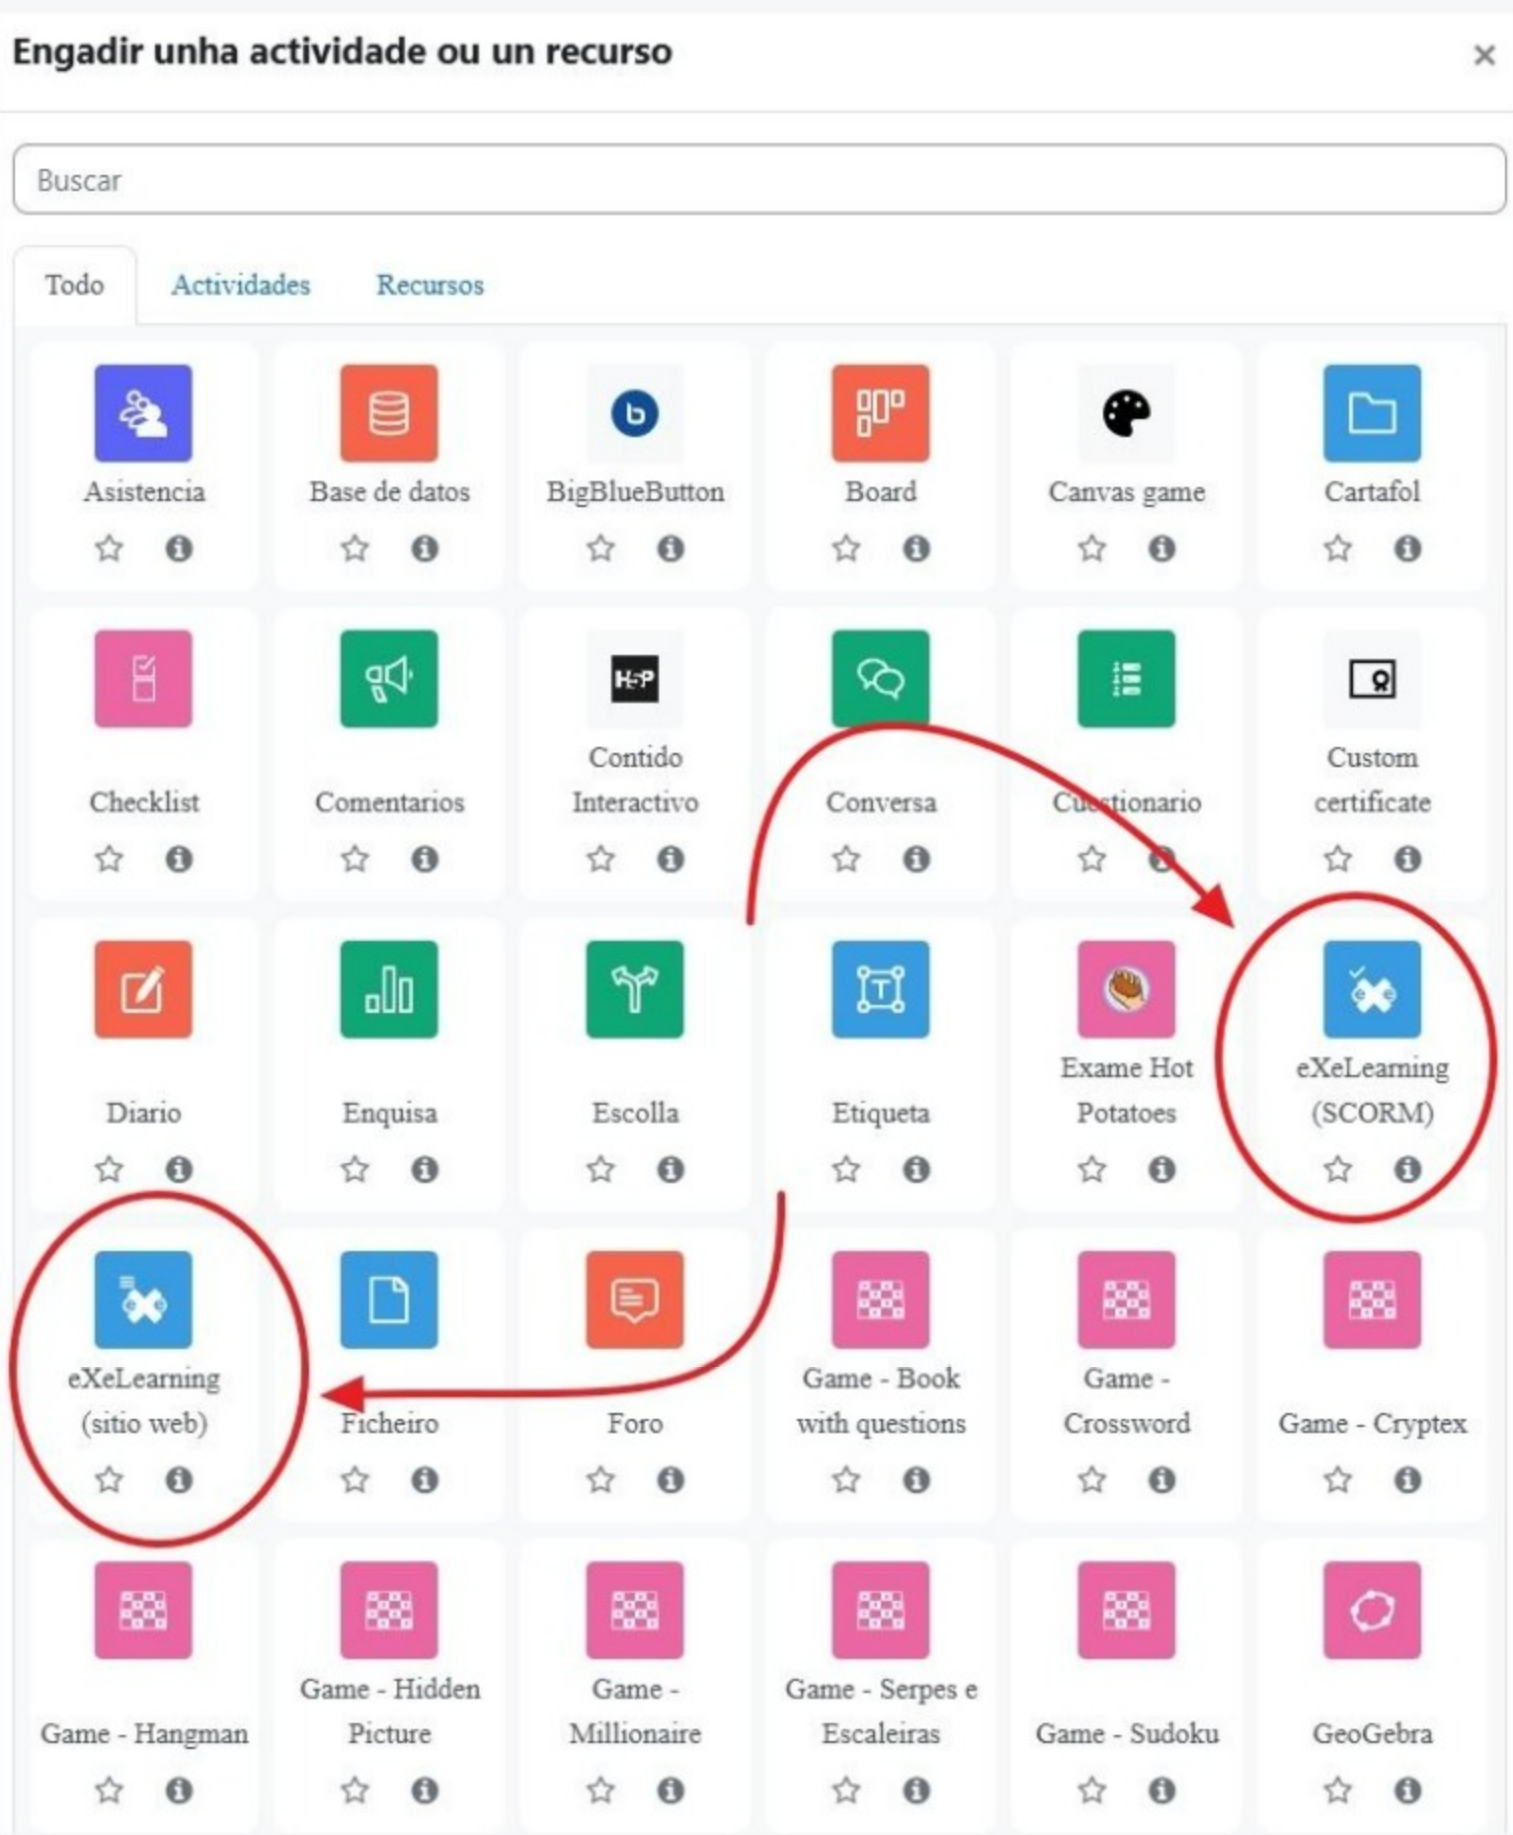 Engadir unha actividade ou un recurso
×
Buscar
Todo Actividades Recursos
Asistencia
Base de datos
BigBlueButton
Board
Canvas game
Cartafol
Checklist
Comentarios
H5P
Contido
Interactivo
Conversa
Cuestionario
Custom
certificate
Diario
Enquisa
Escolla
T
Etiqueta
Exame Hot
Potatoes
eXeLearning
(SCORM)
eXeLearning
(sitio web)
Ficheiro
Foro
Game - Book
with questions
Game -
Crossword
Game - Cryptex
Game - Hangman
Game - Hidden
Picture
Game -
Millionaire
Game - Serpes e
Escaleiras
Game - Sudoku
GeoGebra